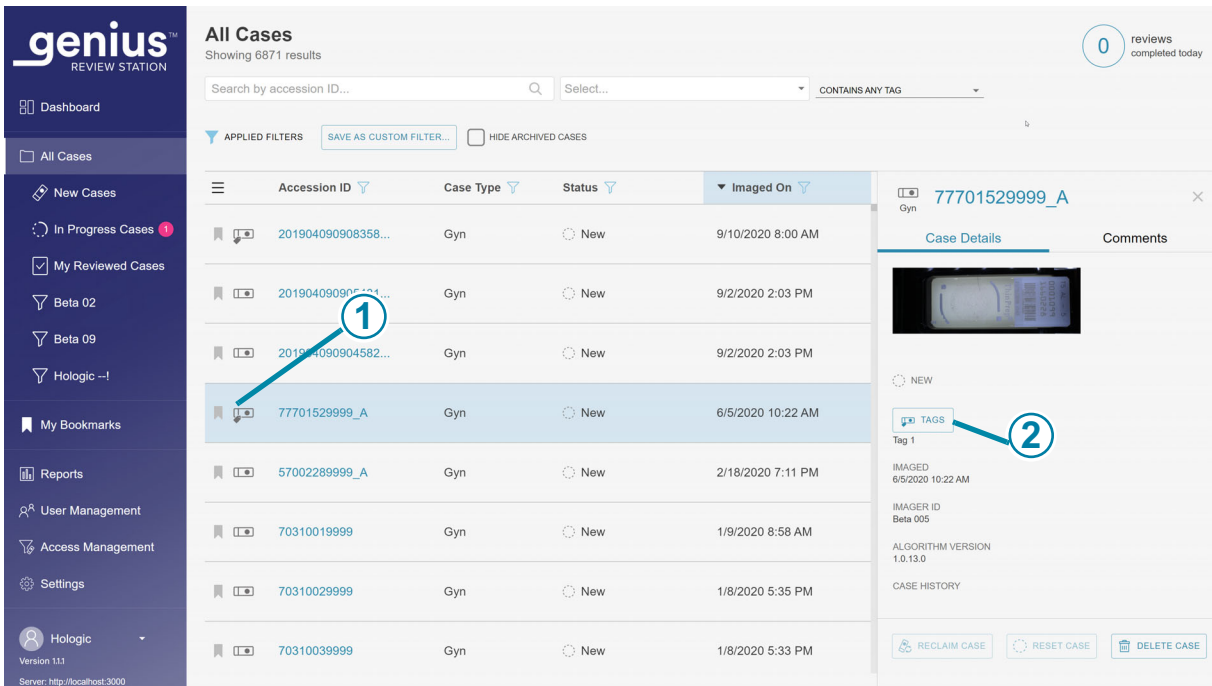 genius™
REVIEW STATION
Dashboard
All Cases
New Cases
In Progress Cases 1
My Reviewed Cases
Beta 02
Beta 09
Hologic --!
My Bookmarks
Reports
User Management
Access Management
Settings
Hologic
Version 1.1.1
Server: http://localhost:3000
All Cases
Showing 6871 results
0 reviews
completed today
Search by accession ID...
Select...
CONTAINS ANY TAG
APPLIED FILTERS
SAVE AS CUSTOM FILTER...
HIDE ARCHIVED CASES
Accession ID Case Type Status Imaged On
201904090908358... Gyn New 9/10/2020 8:00 AM
Gyn New 9/2/2020 2:03 PM
1
201904090904582... Gyn New 9/2/2020 2:03 PM
77701529999_A Gyn New 6/5/2020 10:22 AM
57002289999_A Gyn New 2/18/2020 7:11 PM
70310019999 Gyn New 1/9/2020 8:58 AM
70310029999 Gyn New 1/8/2020 5:35 PM
70310039999 Gyn New 1/8/2020 5:33 PM
Gyn
77701529999_A
Case Details Comments
NEW
TAGS
2
Tag 1
IMAGED
6/5/2020 10:22 AM
IMAGER ID
Beta 005
ALGORITHM VERSION
1.0.13.0
CASE HISTORY
RECLAIM CASE RESET CASE DELETE CASE